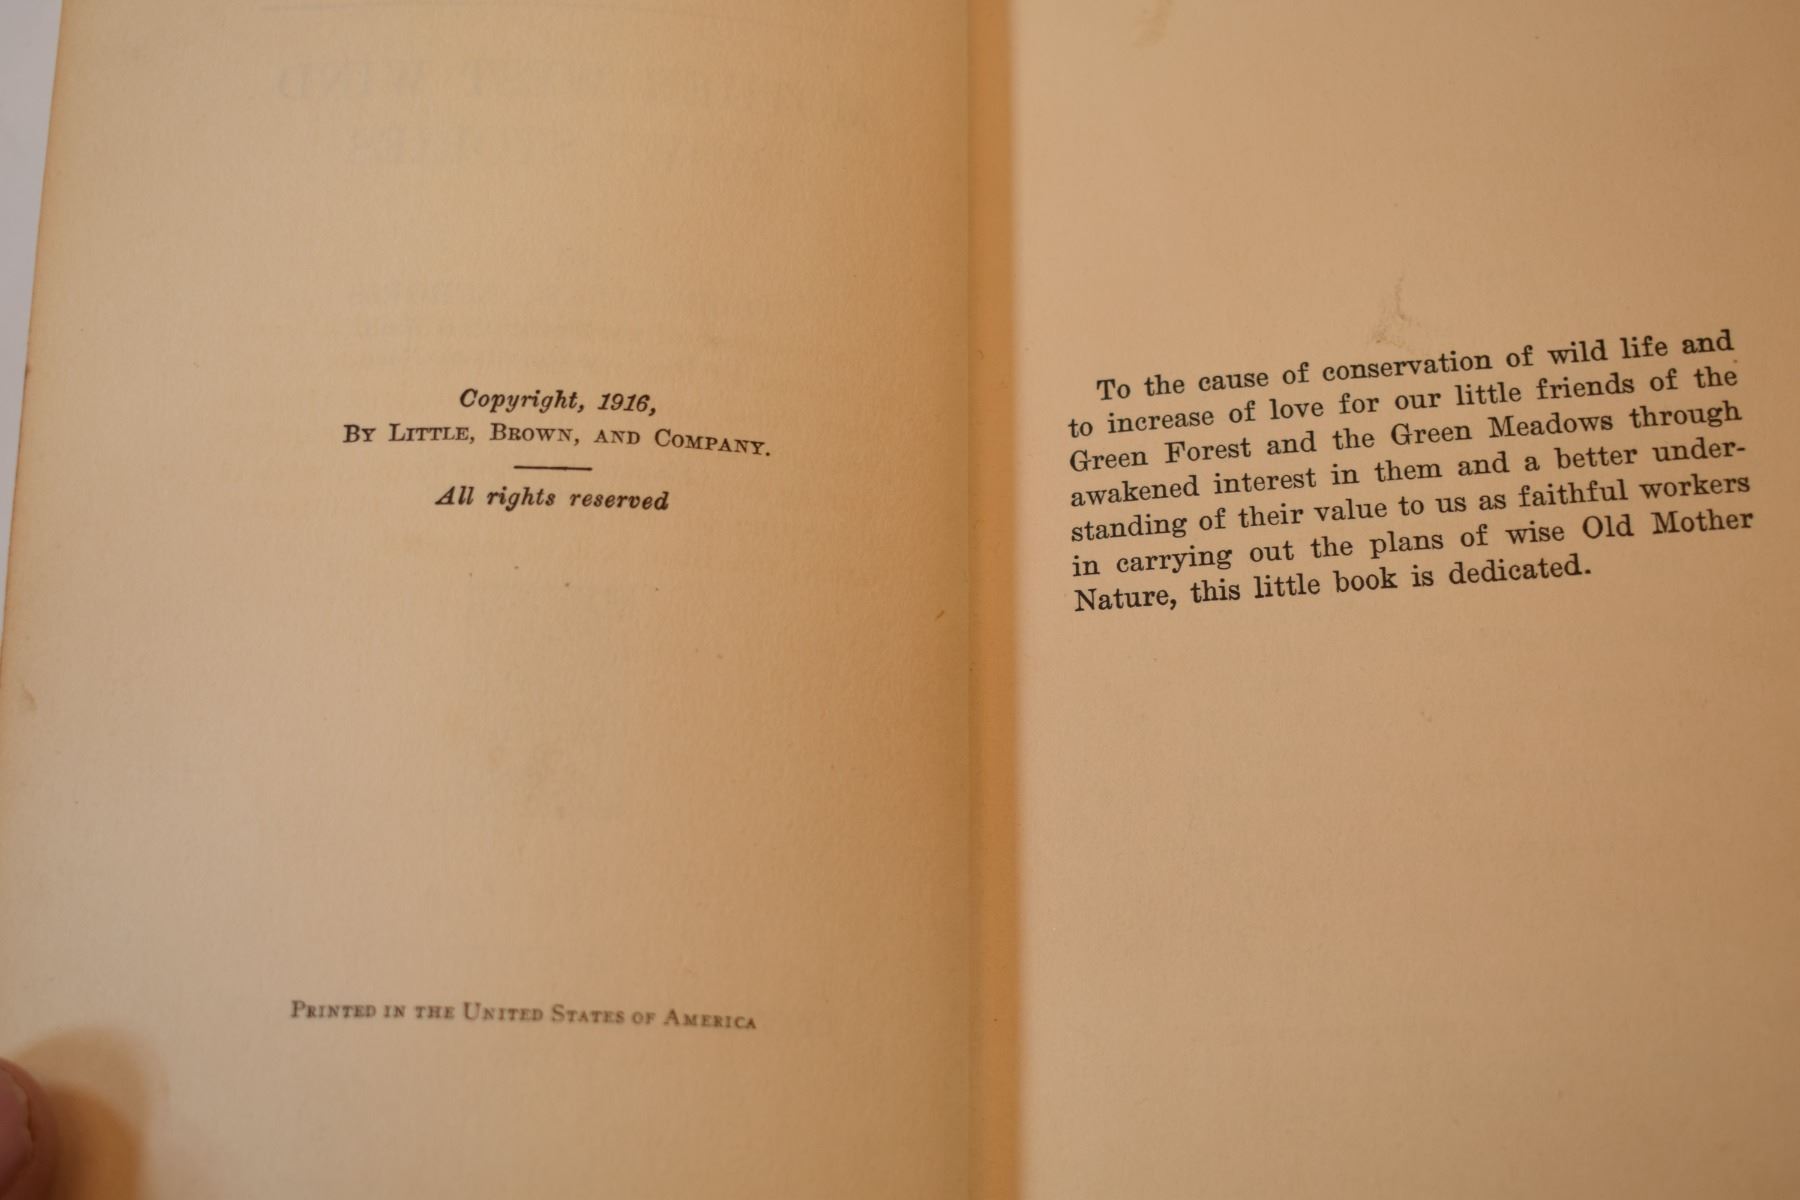 Copyright, 1916,
BY LITTLE, BROWN, AND COMPANY.
All rights reserved
PRINTED IN THE UNITED STATES OF AMERICA
To the cause of conservation of wild life and
to increase of love for our little friends of the
Green Forest and the Green Meadows through
awakened interest in them and a better under-
standing of their value to us as faithful workers
in carrying out the plans of wise Old Mother
Nature, this little book is dedicated.